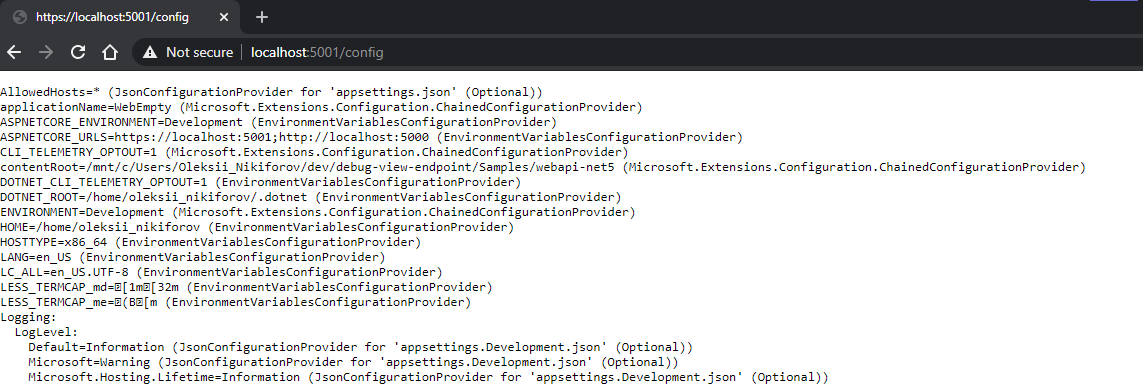 https://localhost:5001/config
Not secure | localhost:5001/config
AllowedHosts=* (JsonConfigurationProvider for 'appsettings.json' (Optional))
applicationName=WebEmpty (Microsoft.Extensions.Configuration.ChainedConfigurationProvider)
ASPNETCORE_ENVIRONMENT=Development (EnvironmentVariablesConfigurationProvider)
ASPNETCORE_URLS=https://localhost:5001;http://localhost:5000 (EnvironmentVariablesConfigurationProvider)
CLI_TELEMETRY_OPTOUT=1 (Microsoft.Extensions.Configuration.ChainedConfigurationProvider)
contentRoot=/mnt/c/Users/Oleksii_Nikiforov/dev/debug-view-endpoint/Samples/webapi-net5 (Microsoft.Extensions.Configuration.ChainedConfigurationProvider)
DOTNET_CLI_TELEMETRY_OPTOUT=1 (EnvironmentVariablesConfigurationProvider)
DOTNET_ROOT=/home/oleksii_nikiforov/.dotnet (EnvironmentVariablesConfigurationProvider)
ENVIRONMENT=Development (Microsoft.Extensions.Configuration.ChainedConfigurationProvider)
HOME=/home/oleksii_nikiforov (EnvironmentVariablesConfigurationProvider)
HOSTTYPE=x86_64 (EnvironmentVariablesConfigurationProvider)
LANG=en_US (EnvironmentVariablesConfigurationProvider)
LC_ALL=en_US.UTF-8 (EnvironmentVariablesConfigurationProvider)
LESS_TERMCAP_md=[1m[32m (EnvironmentVariablesConfigurationProvider)
LESS_TERMCAP_me=(B[m (EnvironmentVariablesConfigurationProvider)
Logging:
  LogLevel:
    Default=Information (JsonConfigurationProvider for 'appsettings.Development.json' (Optional))
    Microsoft=Warning (JsonConfigurationProvider for 'appsettings.Development.json' (Optional))
    Microsoft.Hosting.Lifetime=Information (JsonConfigurationProvider for 'appsettings.Development.json' (Optional))